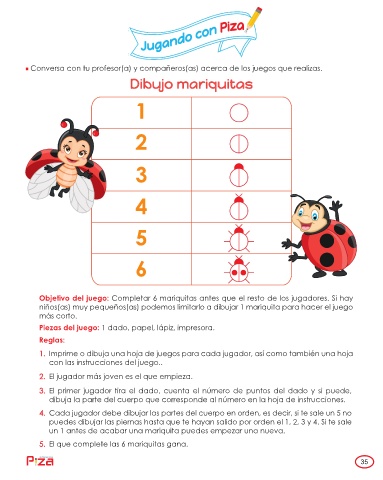 Jugando con Piza
Conversa con tu profesor(a) y compañeros(as) acerca de los juegos que realizas.
Dibujo mariquitas
1
2
3
4
5
6
Objetivo del juego: Completar 6 mariquitas antes que el resto de los jugadores. Si hay
niños(as) muy pequeños(as) podemos limitarlo a dibujar 1 mariquita para hacer el juego
más corto.
Piezas del juego: 1 dado, papel, lápiz, impresora.
Reglas:
1. Imprime o dibuja una hoja de juegos para cada jugador, así como también una hoja
con las instrucciones del juego..
2. El jugador más joven es el que empieza.
3. El primer jugador tira el dado, cuenta el número de puntos del dado y si puede,
dibuja la parte del cuerpo que corresponde al número en la hoja de instrucciones.
4. Cada jugador debe dibujar las partes del cuerpo en orden, es decir, si te sale un 5 no
puedes dibujar las piernas hasta que te hayan salido por orden el 1, 2, 3 y 4. Si te sale
un 1 antes de acabar una mariquita puedes empezar una nueva.
5. El que complete las 6 mariquitas gana.
Piza
35